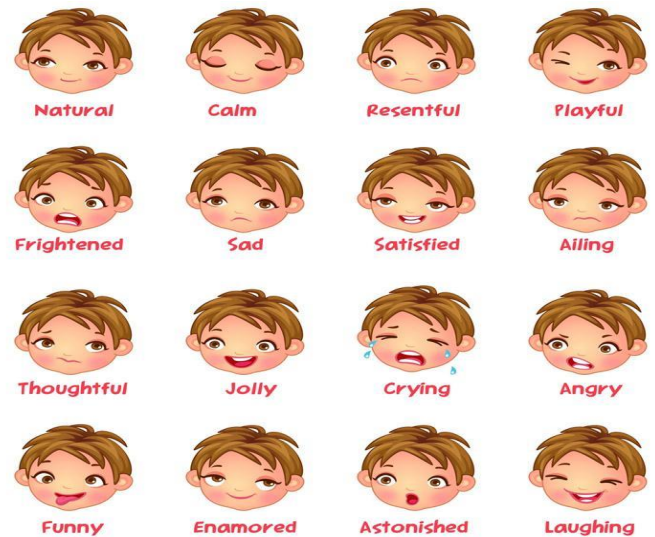 Natural Calm Resentful Playful
Frightened Sad Satisfied Ailing
Thoughtful Jolly Crying Angry
Funny Enamored Astonished Laughing